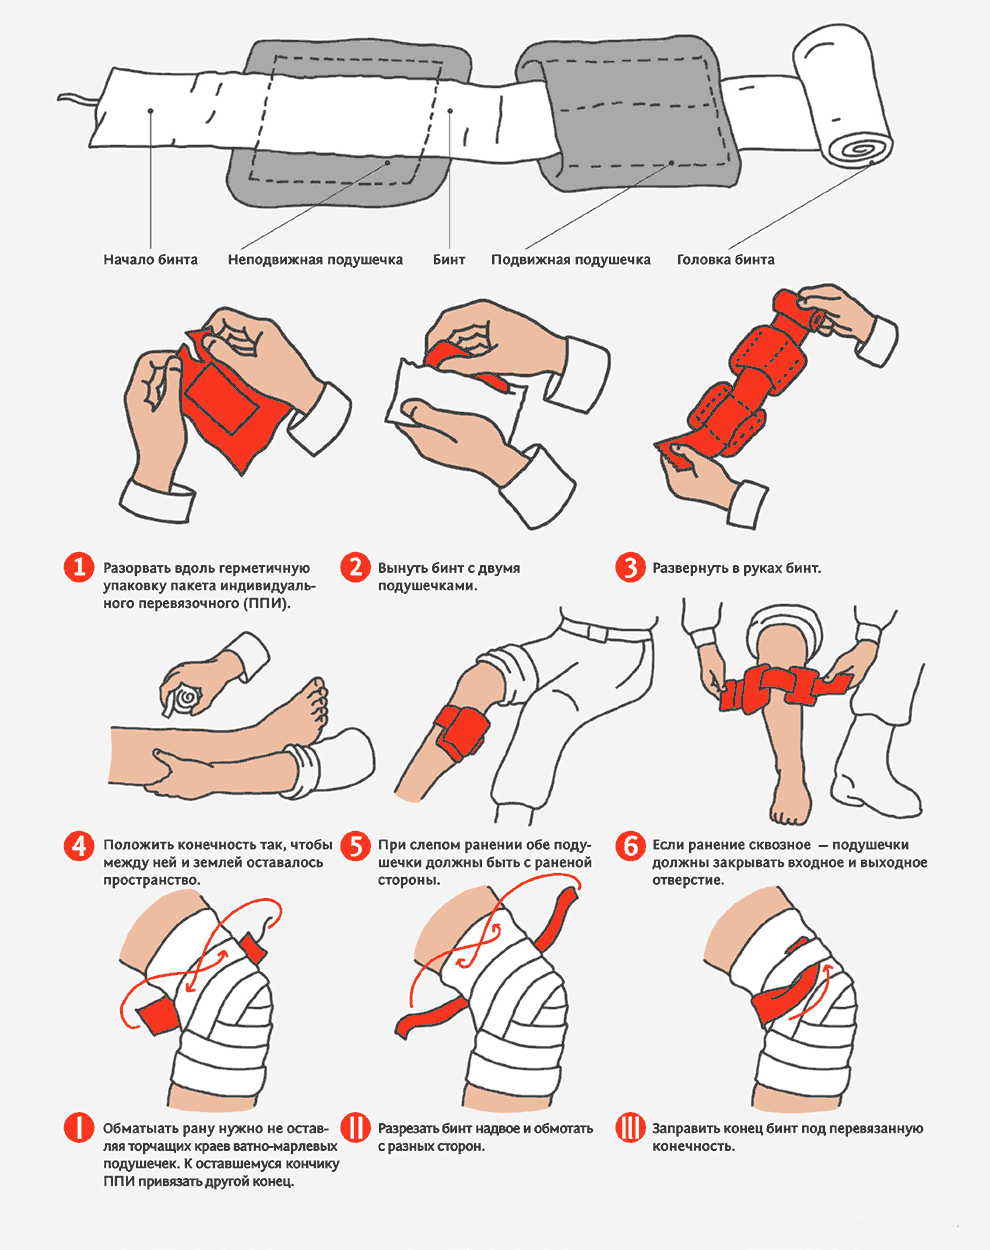 Начало бинта
Неподвижная подушечка
Бинт
Подвижная подушечка
Головка бинта
1
Разорвать вдоль герметичную
упаковку пакета индивидуаль-
ного перевязочного (ППИ).
2
Вынуть бинт с двумя
подушечками.
3
Развернуть в руках бинт.
4
Положить конечность так, чтобы
между ней и землей оставалось
пространство.
5
При слепом ранении обе поду-
шечки должны быть с раненой
стороны.
6
Если ранение сквозное — подушечки
должны закрывать входное и выходное
отверстие.
I
Обматыать рану нужно не остав-
ляя торчащих краев ватно-марлевых
подушечек. К оставшемуся кончику
ППИ привязать другой конец.
II
Разрезать бинт надвое и обмотать
с разных сторон.
III
Заправить конец бинт под перевязанную
конечность.